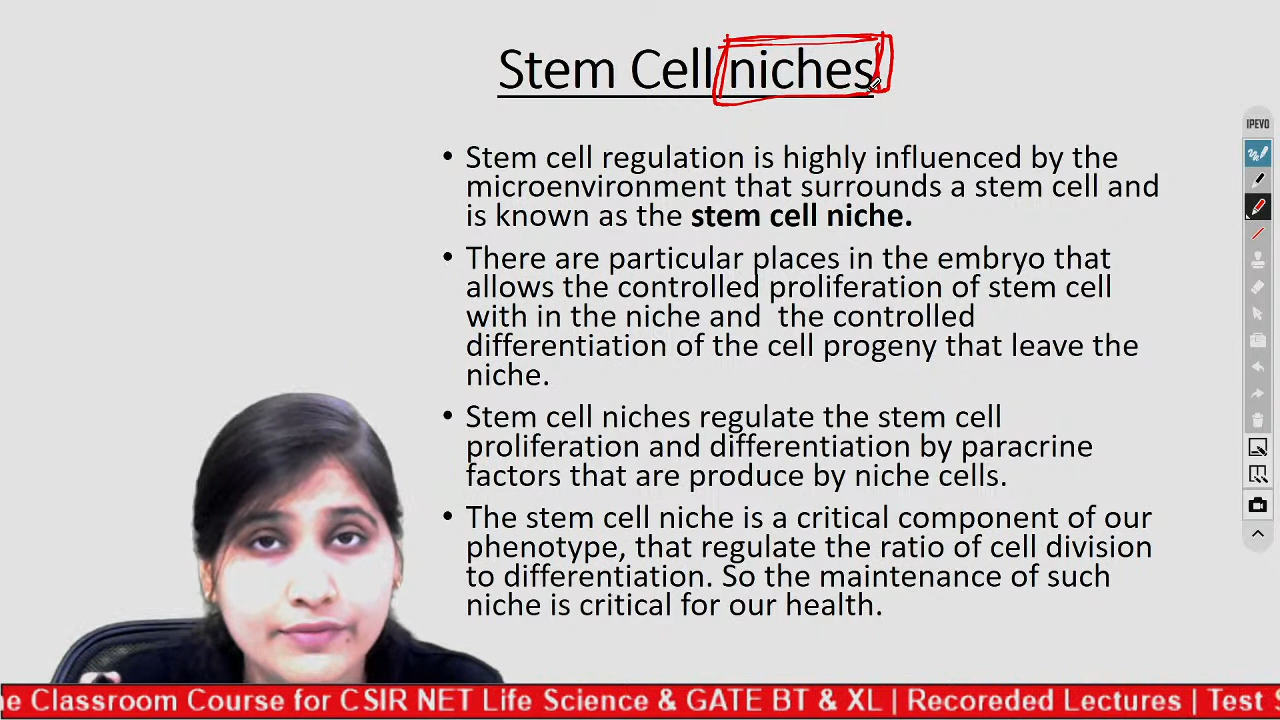 Stem Cell niches
IPEVO
• Stem cell regulation is highly influenced by the
microenvironment that surrounds a stem cell and
is known as the stem cell niche.
• There are particular places in the embryo that
allows the controlled proliferation of stem cell
with in the niche and  the controlled
differentiation of the cell progeny that leave the
niche.
• Stem cell niches regulate the stem cell
proliferation and differentiation by paracrine
factors that are produce by niche cells.
• The stem cell niche is a critical component of our
phenotype, that regulate the ratio of cell division
to differentiation. So the maintenance of such
niche is critical for our health.
e Classroom Course for CSIR NET Life Science & GATE BT & XL | Recoreded Lectures | Test S